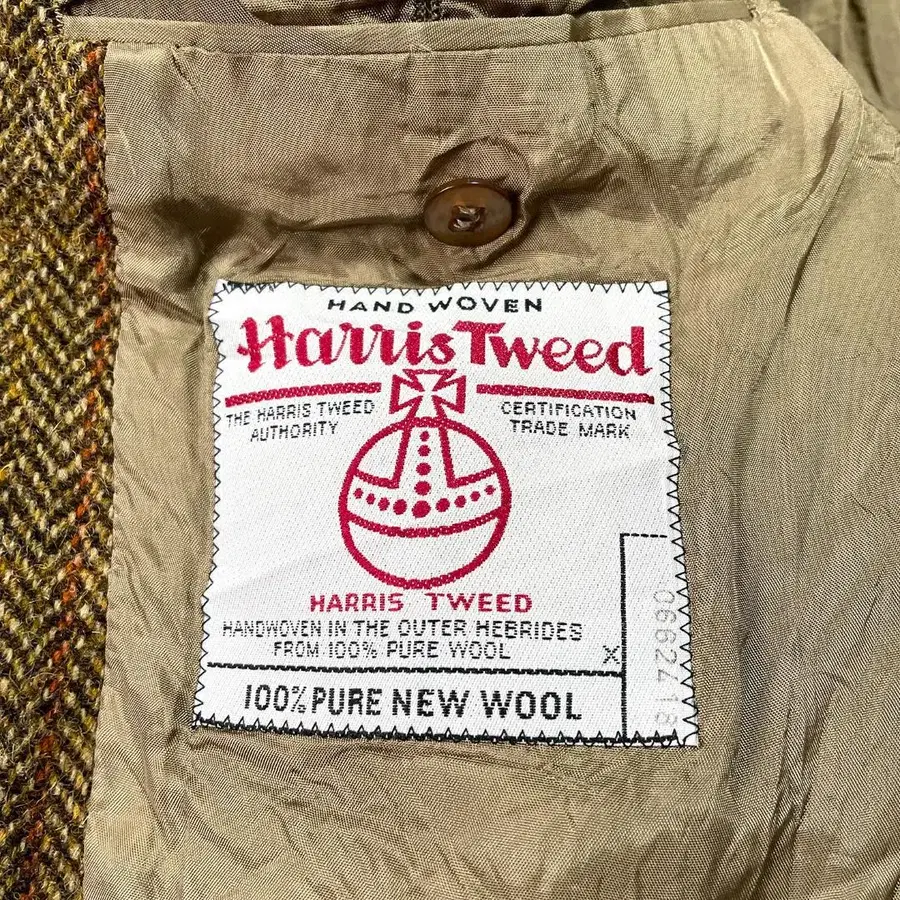 HAND WOVEN
Harris Tweed
THE HARRIS TWEED
AUTHORITY
CERTIFICATION
TRADE MARK
HARRIS TWEED
HANDWOVEN IN THE OUTER HEBRIDES
FROM 100% PURE WOOL
X
100% PURE NEW WOOL